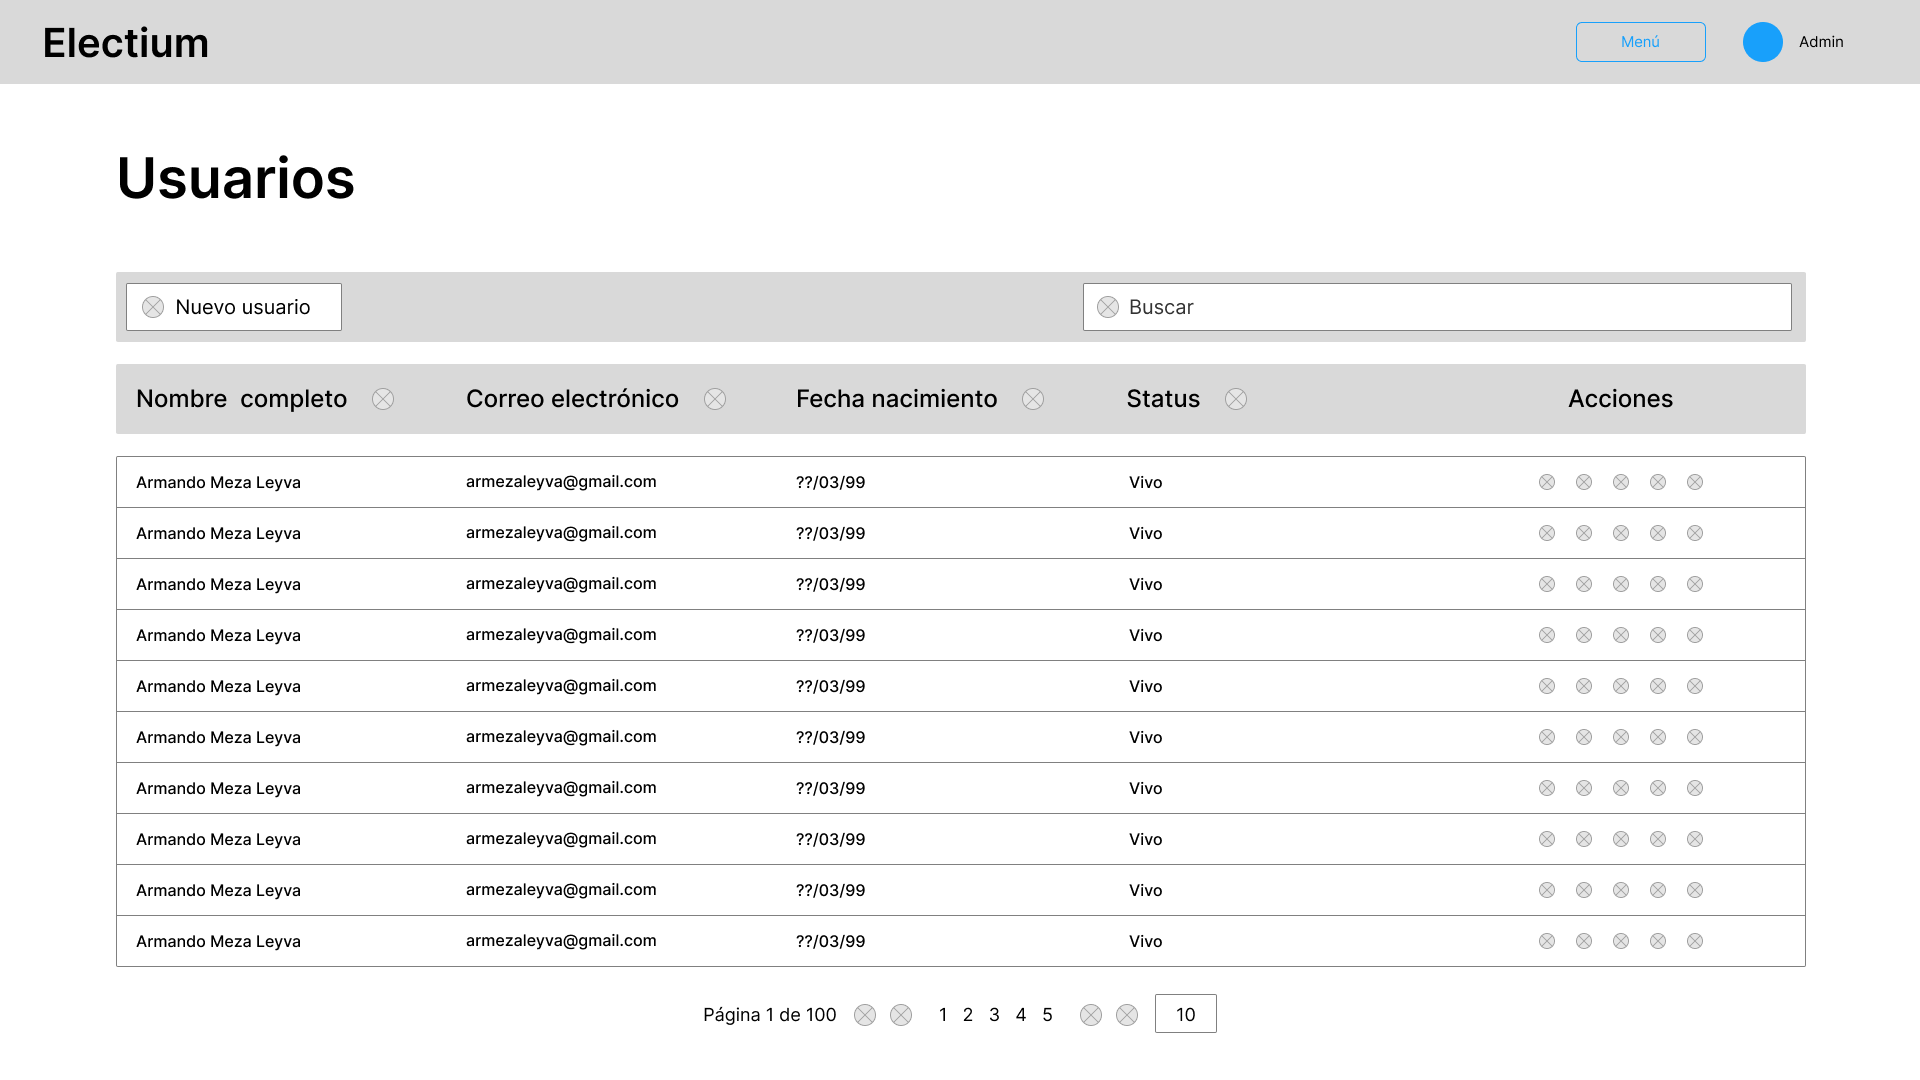 Electium Menú Admin
Usuarios
Nuevo usuario Buscar
Nombre completo Correo electrónico Fecha nacimiento Status Acciones
Armando Meza Leyva armezaleyva@gmail.com ??/03/99 Vivo
Armando Meza Leyva armezaleyva@gmail.com ??/03/99 Vivo
Armando Meza Leyva armezaleyva@gmail.com ??/03/99 Vivo
Armando Meza Leyva armezaleyva@gmail.com ??/03/99 Vivo
Armando Meza Leyva armezaleyva@gmail.com ??/03/99 Vivo
Armando Meza Leyva armezaleyva@gmail.com ??/03/99 Vivo
Armando Meza Leyva armezaleyva@gmail.com ??/03/99 Vivo
Armando Meza Leyva armezaleyva@gmail.com ??/03/99 Vivo
Armando Meza Leyva armezaleyva@gmail.com ??/03/99 Vivo
Armando Meza Leyva armezaleyva@gmail.com ??/03/99 Vivo
Página 1 de 100 1 2 3 4 5 10